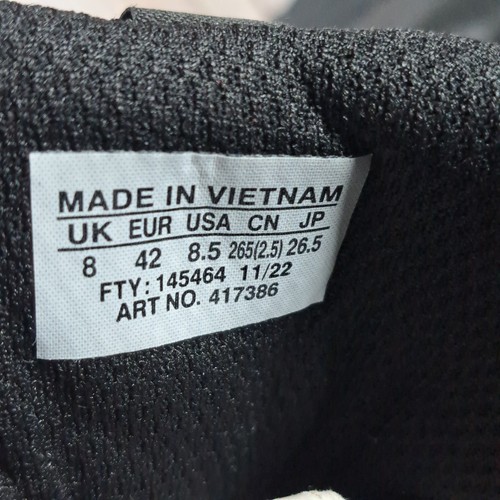 MADE IN VIETNAM
UK EUR USA CN JP
8 42 8.5 265(2.5) 26.5
FTY: 145464 11/22
ART NO. 417386